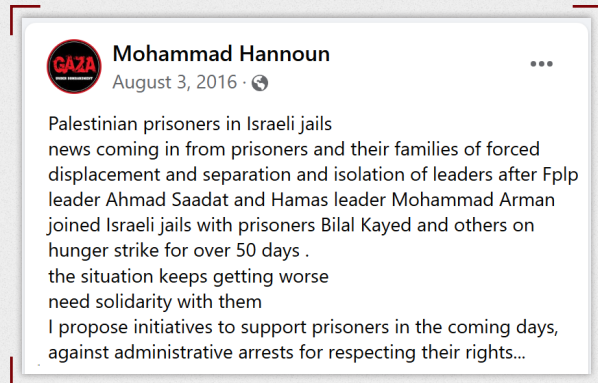 GAZA
UNDER BOMBARDMENT
Mohammad Hannoun
August 3, 2016 ·
Palestinian prisoners in Israeli jails
news coming in from prisoners and their families of forced
displacement and separation and isolation of leaders after Fplp
leader Ahmad Saadat and Hamas leader Mohammad Arman
joined Israeli jails with prisoners Bilal Kayed and others on
hunger strike for over 50 days .
the situation keeps getting worse
need solidarity with them
I propose initiatives to support prisoners in the coming days,
against administrative arrests for respecting their rights...